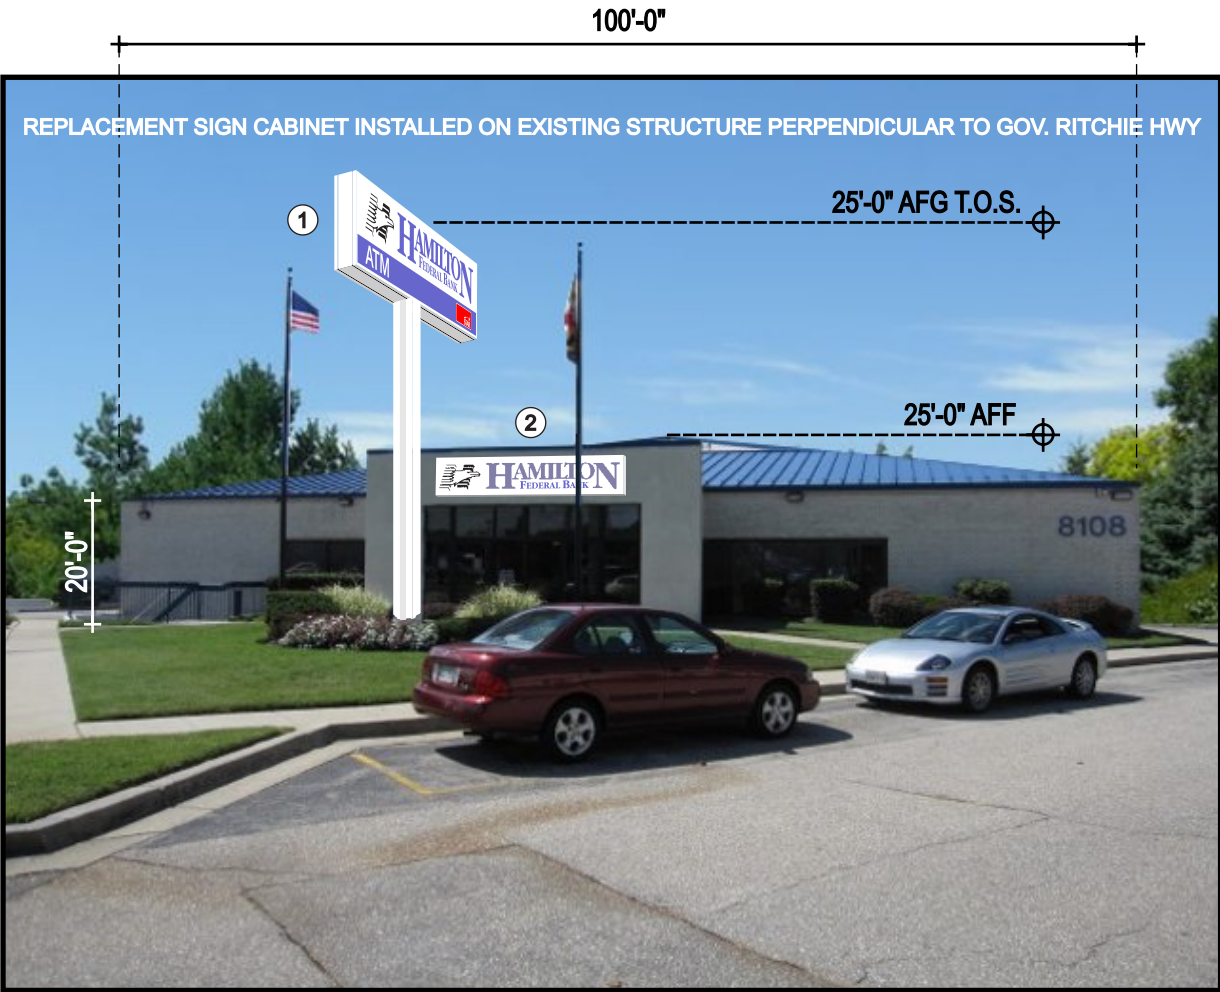 100'-0"
REPLACEMENT SIGN CABINET INSTALLED ON EXISTING STRUCTURE PERPENDICULAR TO GOV. RITCHIE HWY
25'-0" AFG T.O.S.
1
HAMILTON
FEDERAL BANK
ATM
2
25'-0" AFF
HAMILTON
FEDERAL BANK
8108
20'-0"